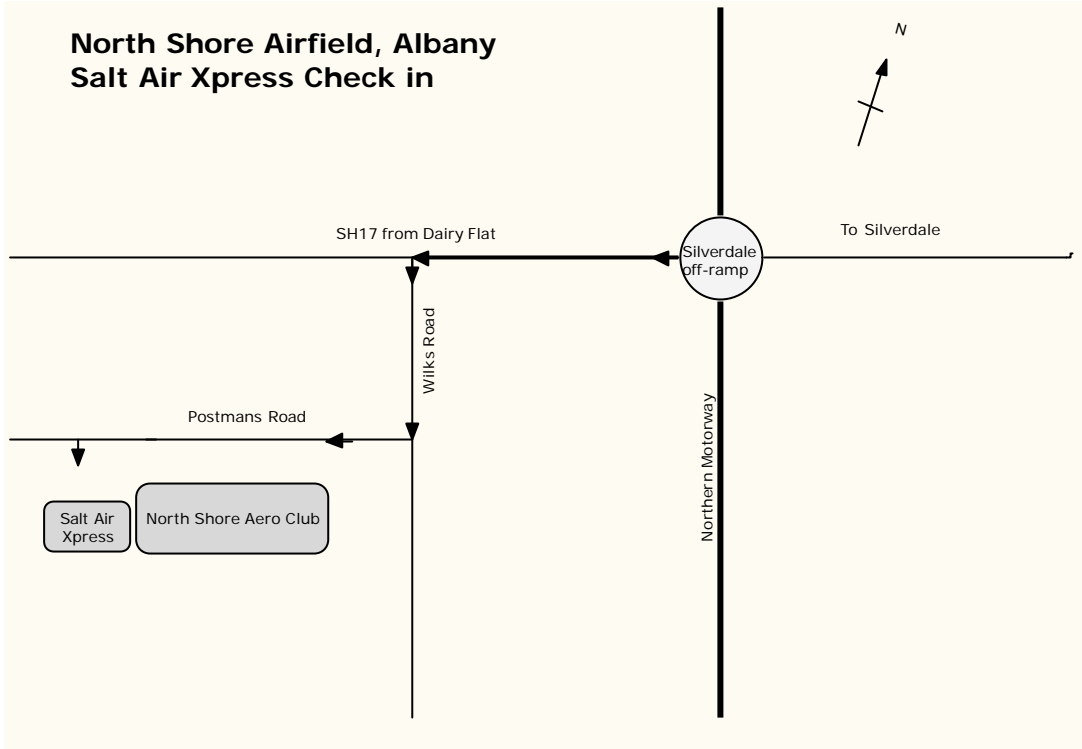 North Shore Airfield, Albany
Salt Air Xpress Check in
N
To Silverdale
SH17 from Dairy Flat
Silverdale
off-ramp
Wilks Road
Northern Motorway
Postmans Road
Salt Air
Xpress
North Shore Aero Club